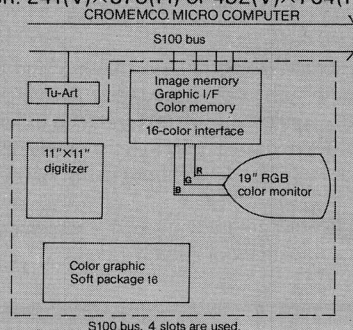 CROMEMCO MICRO COMPUTER
S100 bus
Tu-Art
Image memory
Graphic I/F
Color memory
16-color interface
11"×11"
digitizer
R
G
B
19" RGB
color monitor
Color graphic
Soft package 16
S100 bus, 4 slots are used.